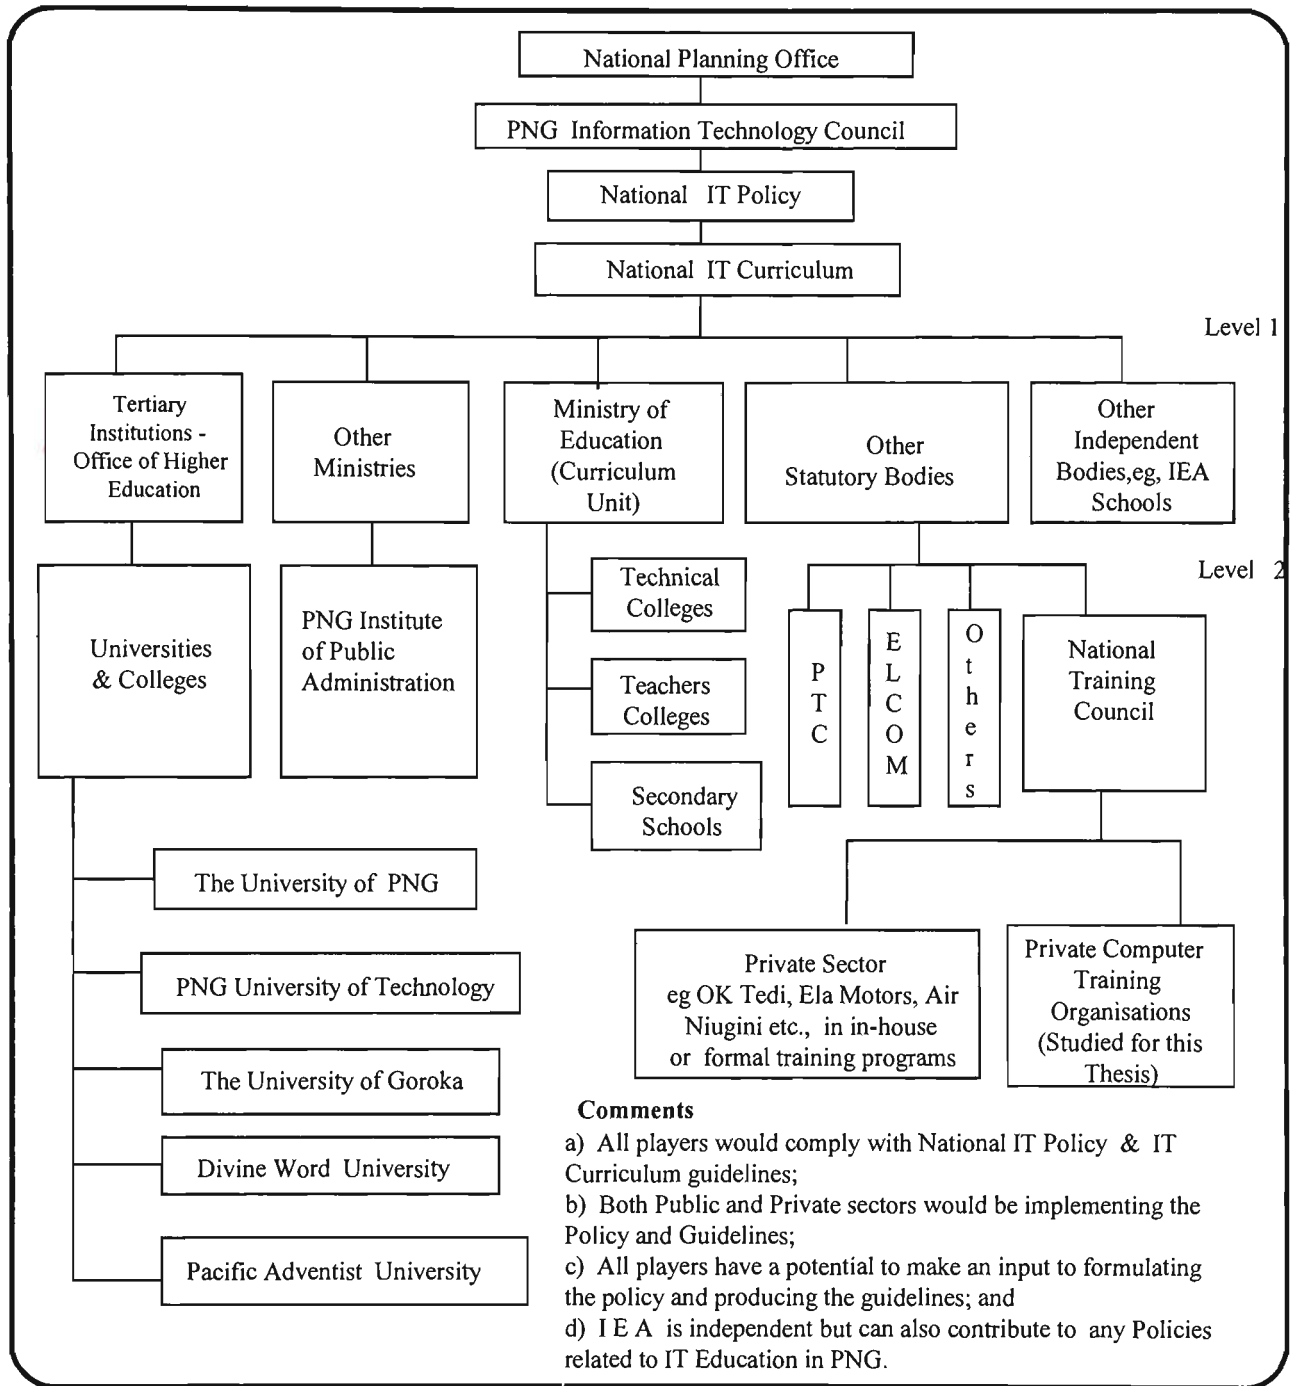 National Planning Office
PNG Information Technology Council
National IT Policy
National IT Curriculum
Level 1
Tertiary
Institutions -
Office of Higher
Education
Other
Ministries
Ministry of
Education
(Curriculum
Unit)
Other
Statutory Bodies
Other
Independent
Bodies,eg, IEA
Schools
Level 2
Universities
& Colleges
PNG Institute
of Public
Administration
Technical
Colleges
Teachers
Colleges
Secondary
Schools
PTC
ELCOM
Others
National
Training
Council
The University of PNG
PNG University of Technology
The University of Goroka
Divine Word University
Pacific Adventist University
Private Sector
eg OK Tedi, Ela Motors, Air
Niugini etc., in in-house
or formal training programs
Private Computer
Training
Organisations
(Studied for this
Thesis)
Comments
a) All players would comply with National IT Policy & IT
Curriculum guidelines;
b) Both Public and Private sectors would be implementing the
Policy and Guidelines;
c) All players have a potential to make an input to formulating
the policy and producing the guidelines; and
d) I E A is independent but can also contribute to any Policies
related to IT Education in PNG.